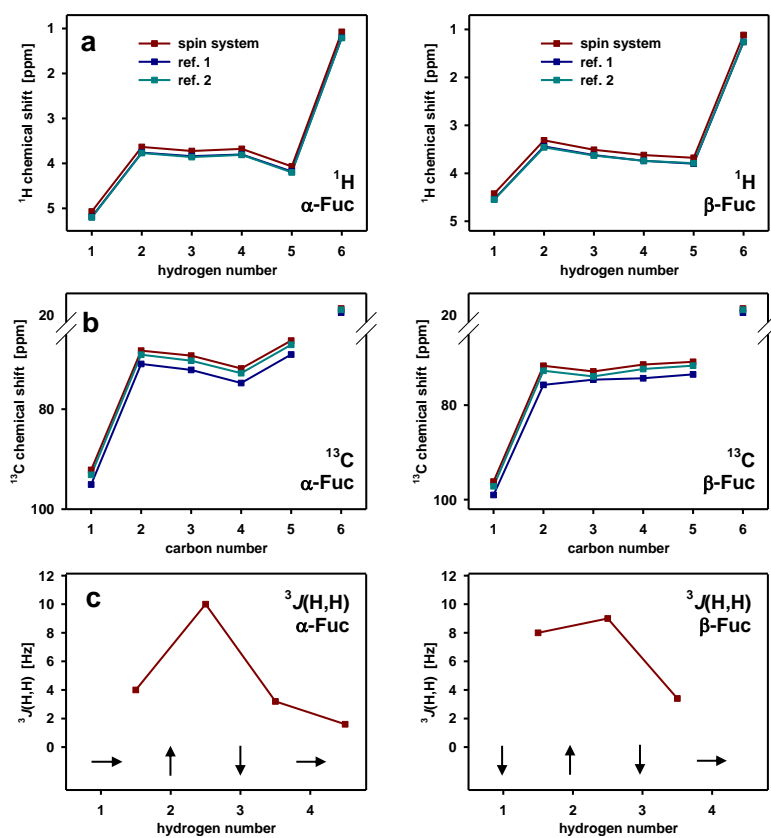 a
spin system
ref. 1
ref. 2
1
2
3
4
5
¹H chemical shift [ppm]
¹H
α-Fuc
1 2 3 4 5 6
hydrogen number
spin system
ref. 1
ref. 2
1
2
3
4
5
¹H chemical shift [ppm]
¹H
β-Fuc
1 2 3 4 5 6
hydrogen number
b
20
80
100
¹³C chemical shift [ppm]
¹³C
α-Fuc
1 2 3 4 5 6
carbon number
20
80
100
¹³C chemical shift [ppm]
¹³C
β-Fuc
1 2 3 4 5 6
carbon number
c
³J(H,H)
α-Fuc
12
10
8
6
4
2
0
³J(H,H) [Hz]
1 2 3 4
hydrogen number
³J(H,H)
β-Fuc
12
10
8
6
4
2
0
³J(H,H) [Hz]
1 2 3 4
hydrogen number